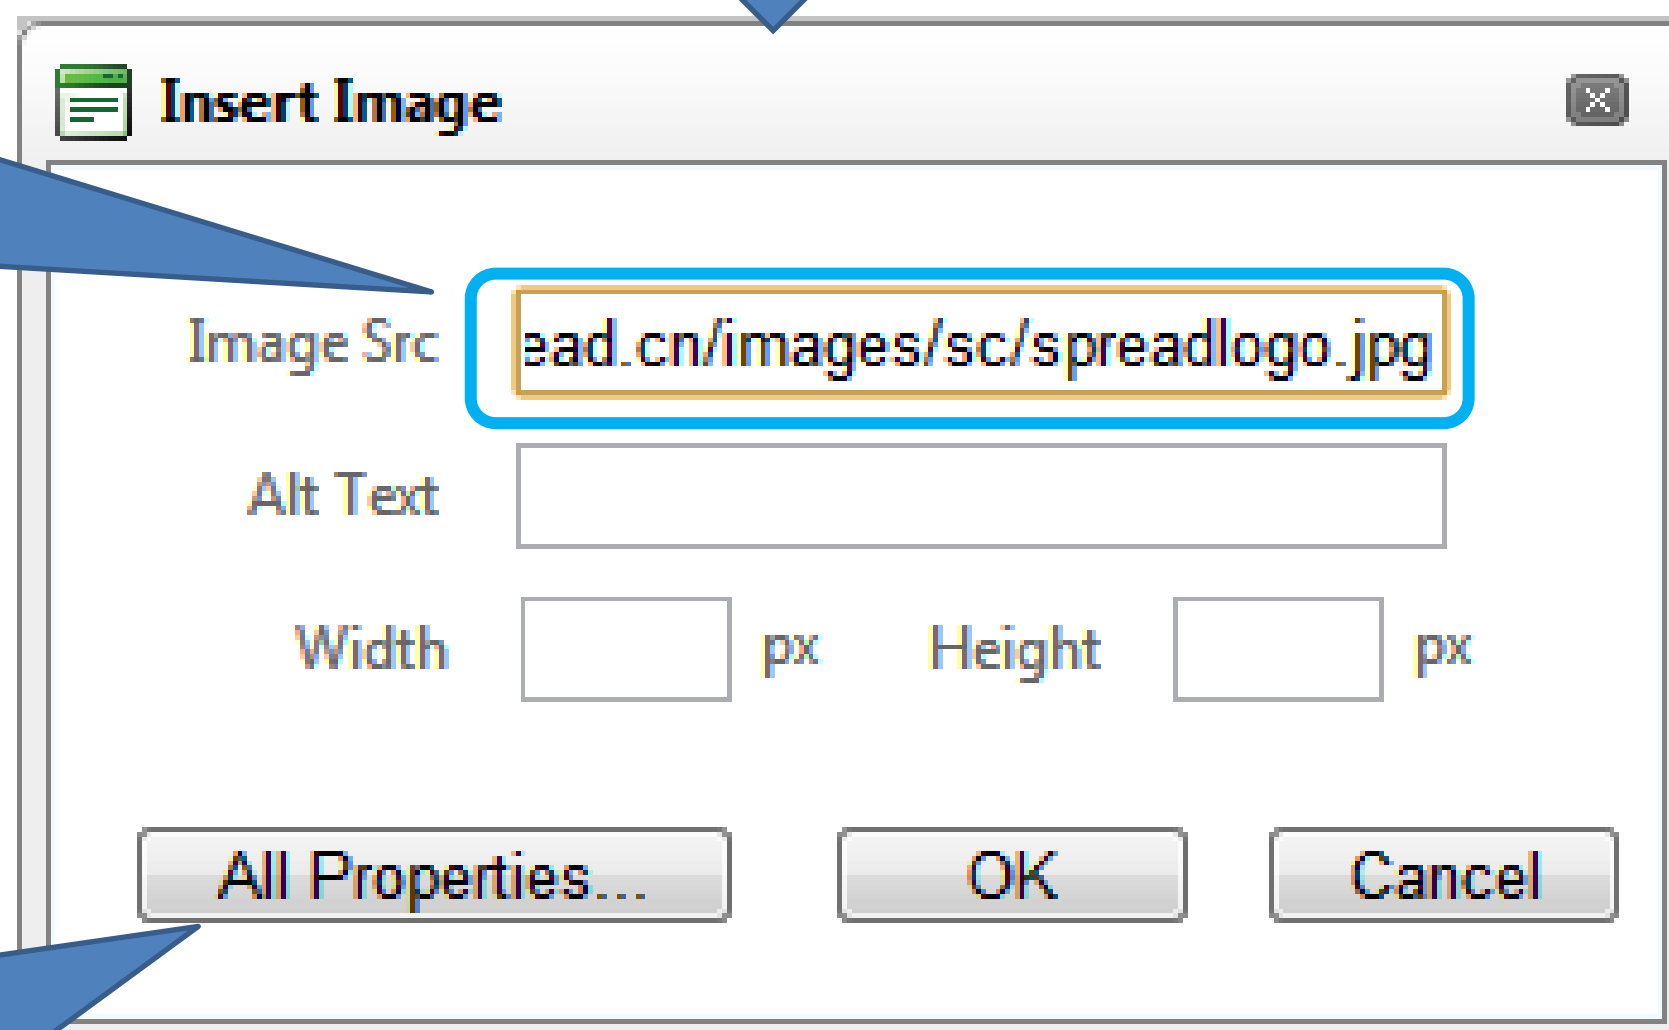 Insert Image
Image Src ead.cn/images/sc/spreadlogo.jpg
Alt Text
Width px Height px
All Properties... OK Cancel